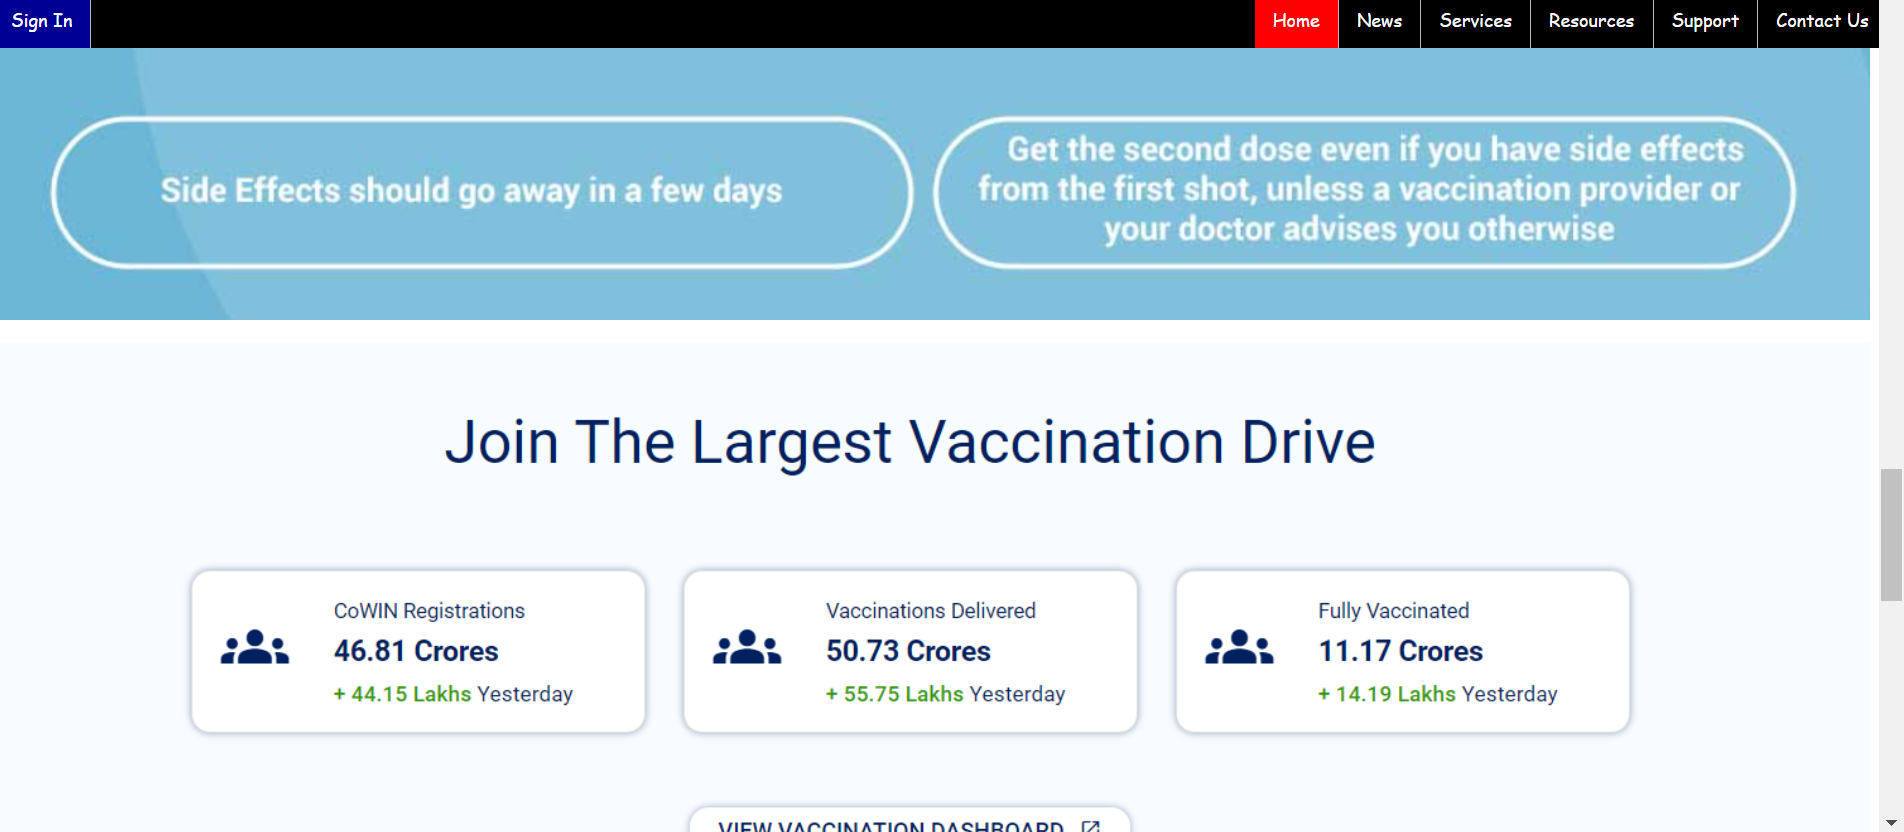 Sign In
Home
News
Services
Resources
Support
Contact Us
Side Effects should go away in a few days
Get the second dose even if you have side effects
from the first shot, unless a vaccination provider or
your doctor advises you otherwise
Join The Largest Vaccination Drive
CoWIN Registrations
46.81 Crores
+ 44.15 Lakhs Yesterday
Vaccinations Delivered
50.73 Crores
+ 55.75 Lakhs Yesterday
Fully Vaccinated
11.17 Crores
+ 14.19 Lakhs Yesterday
VIEW VACCINATION DASHBOARD